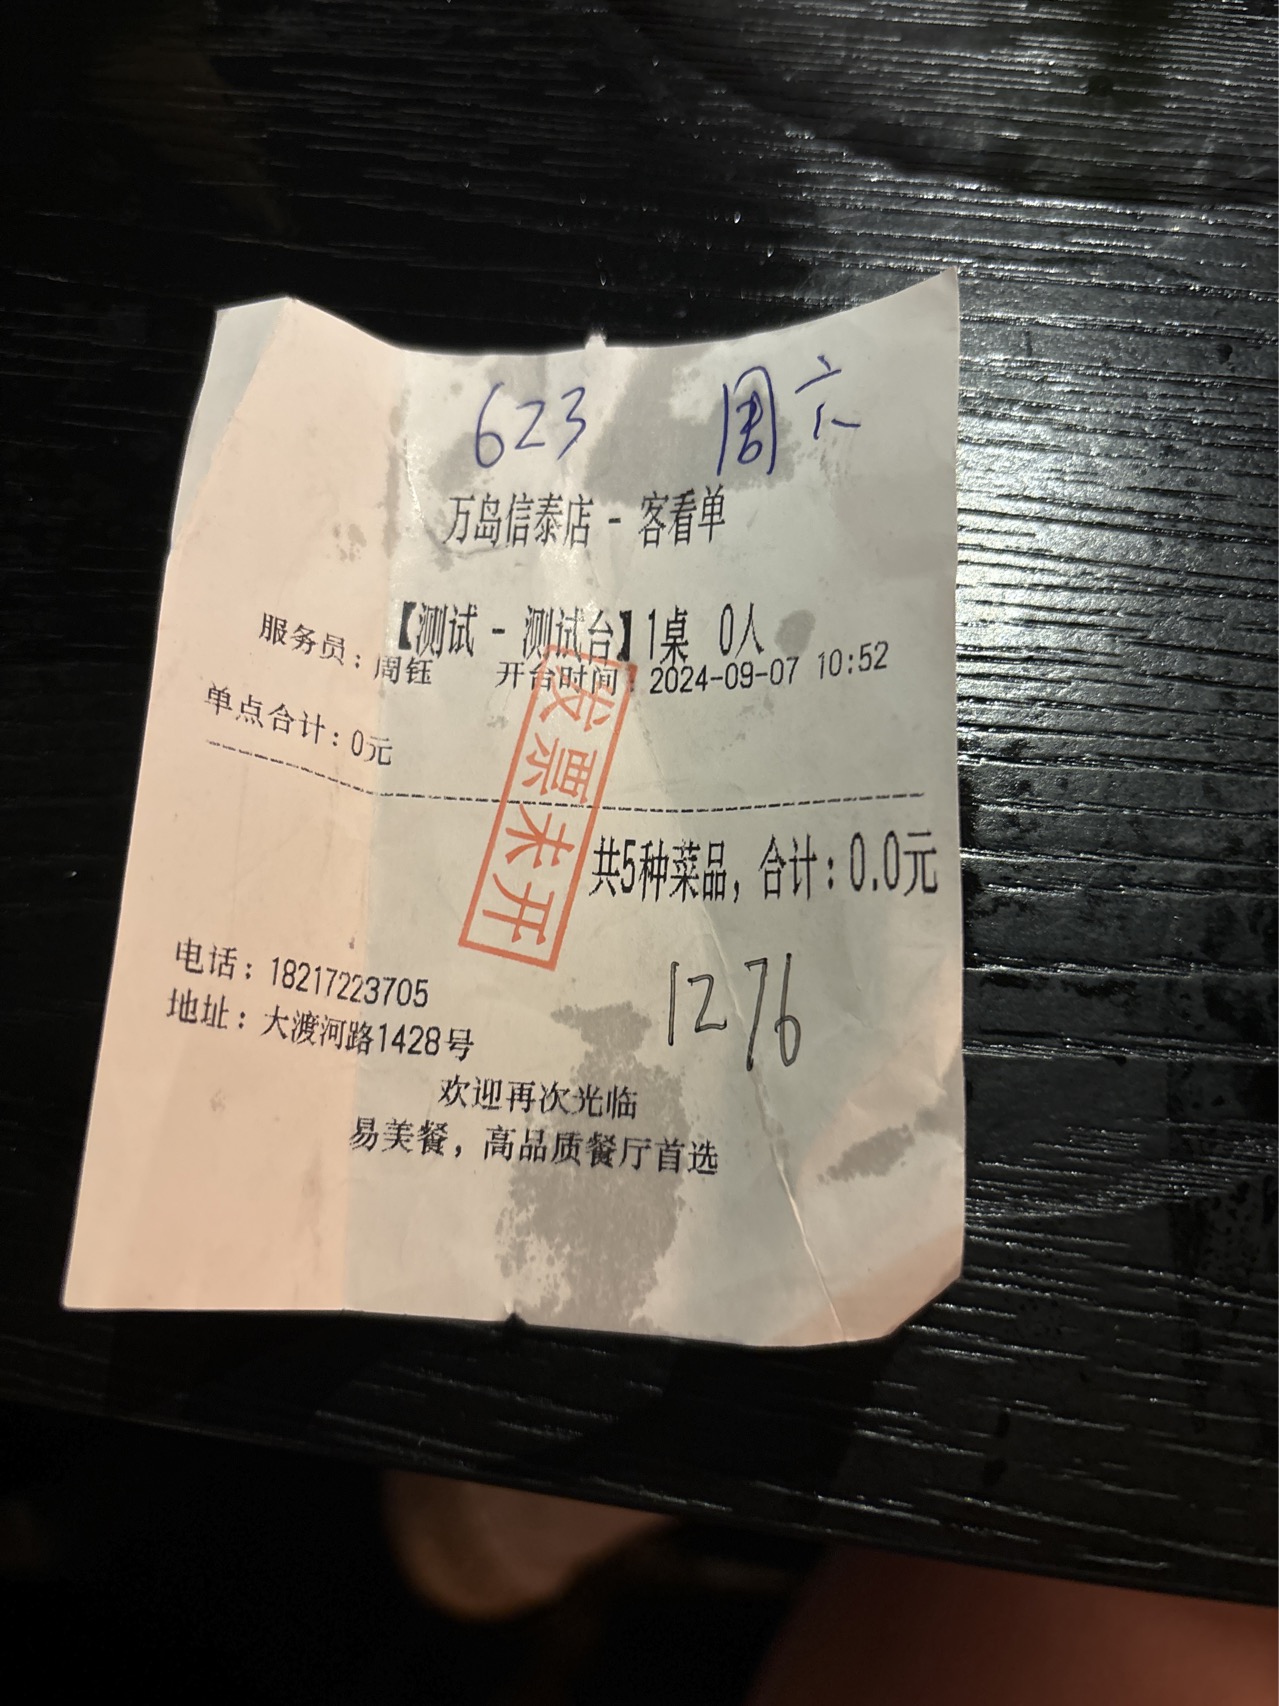 623 周六
万岛信泰店 - 客看单
【测试 - 测试台】1桌 0人
服务员：周钰 开台时间：2024-09-07 10:52
单点合计：0元
发票未开
共5种菜品，合计：0.0元
1276
电话：18217223705
地址：大渡河路1428号
欢迎再次光临
易美餐，高品质餐厅首选